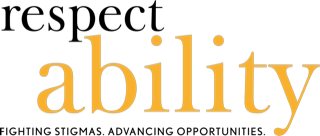 respect
ability
FIGHTING STIGMAS. ADVANCING OPPORTUNITIES.